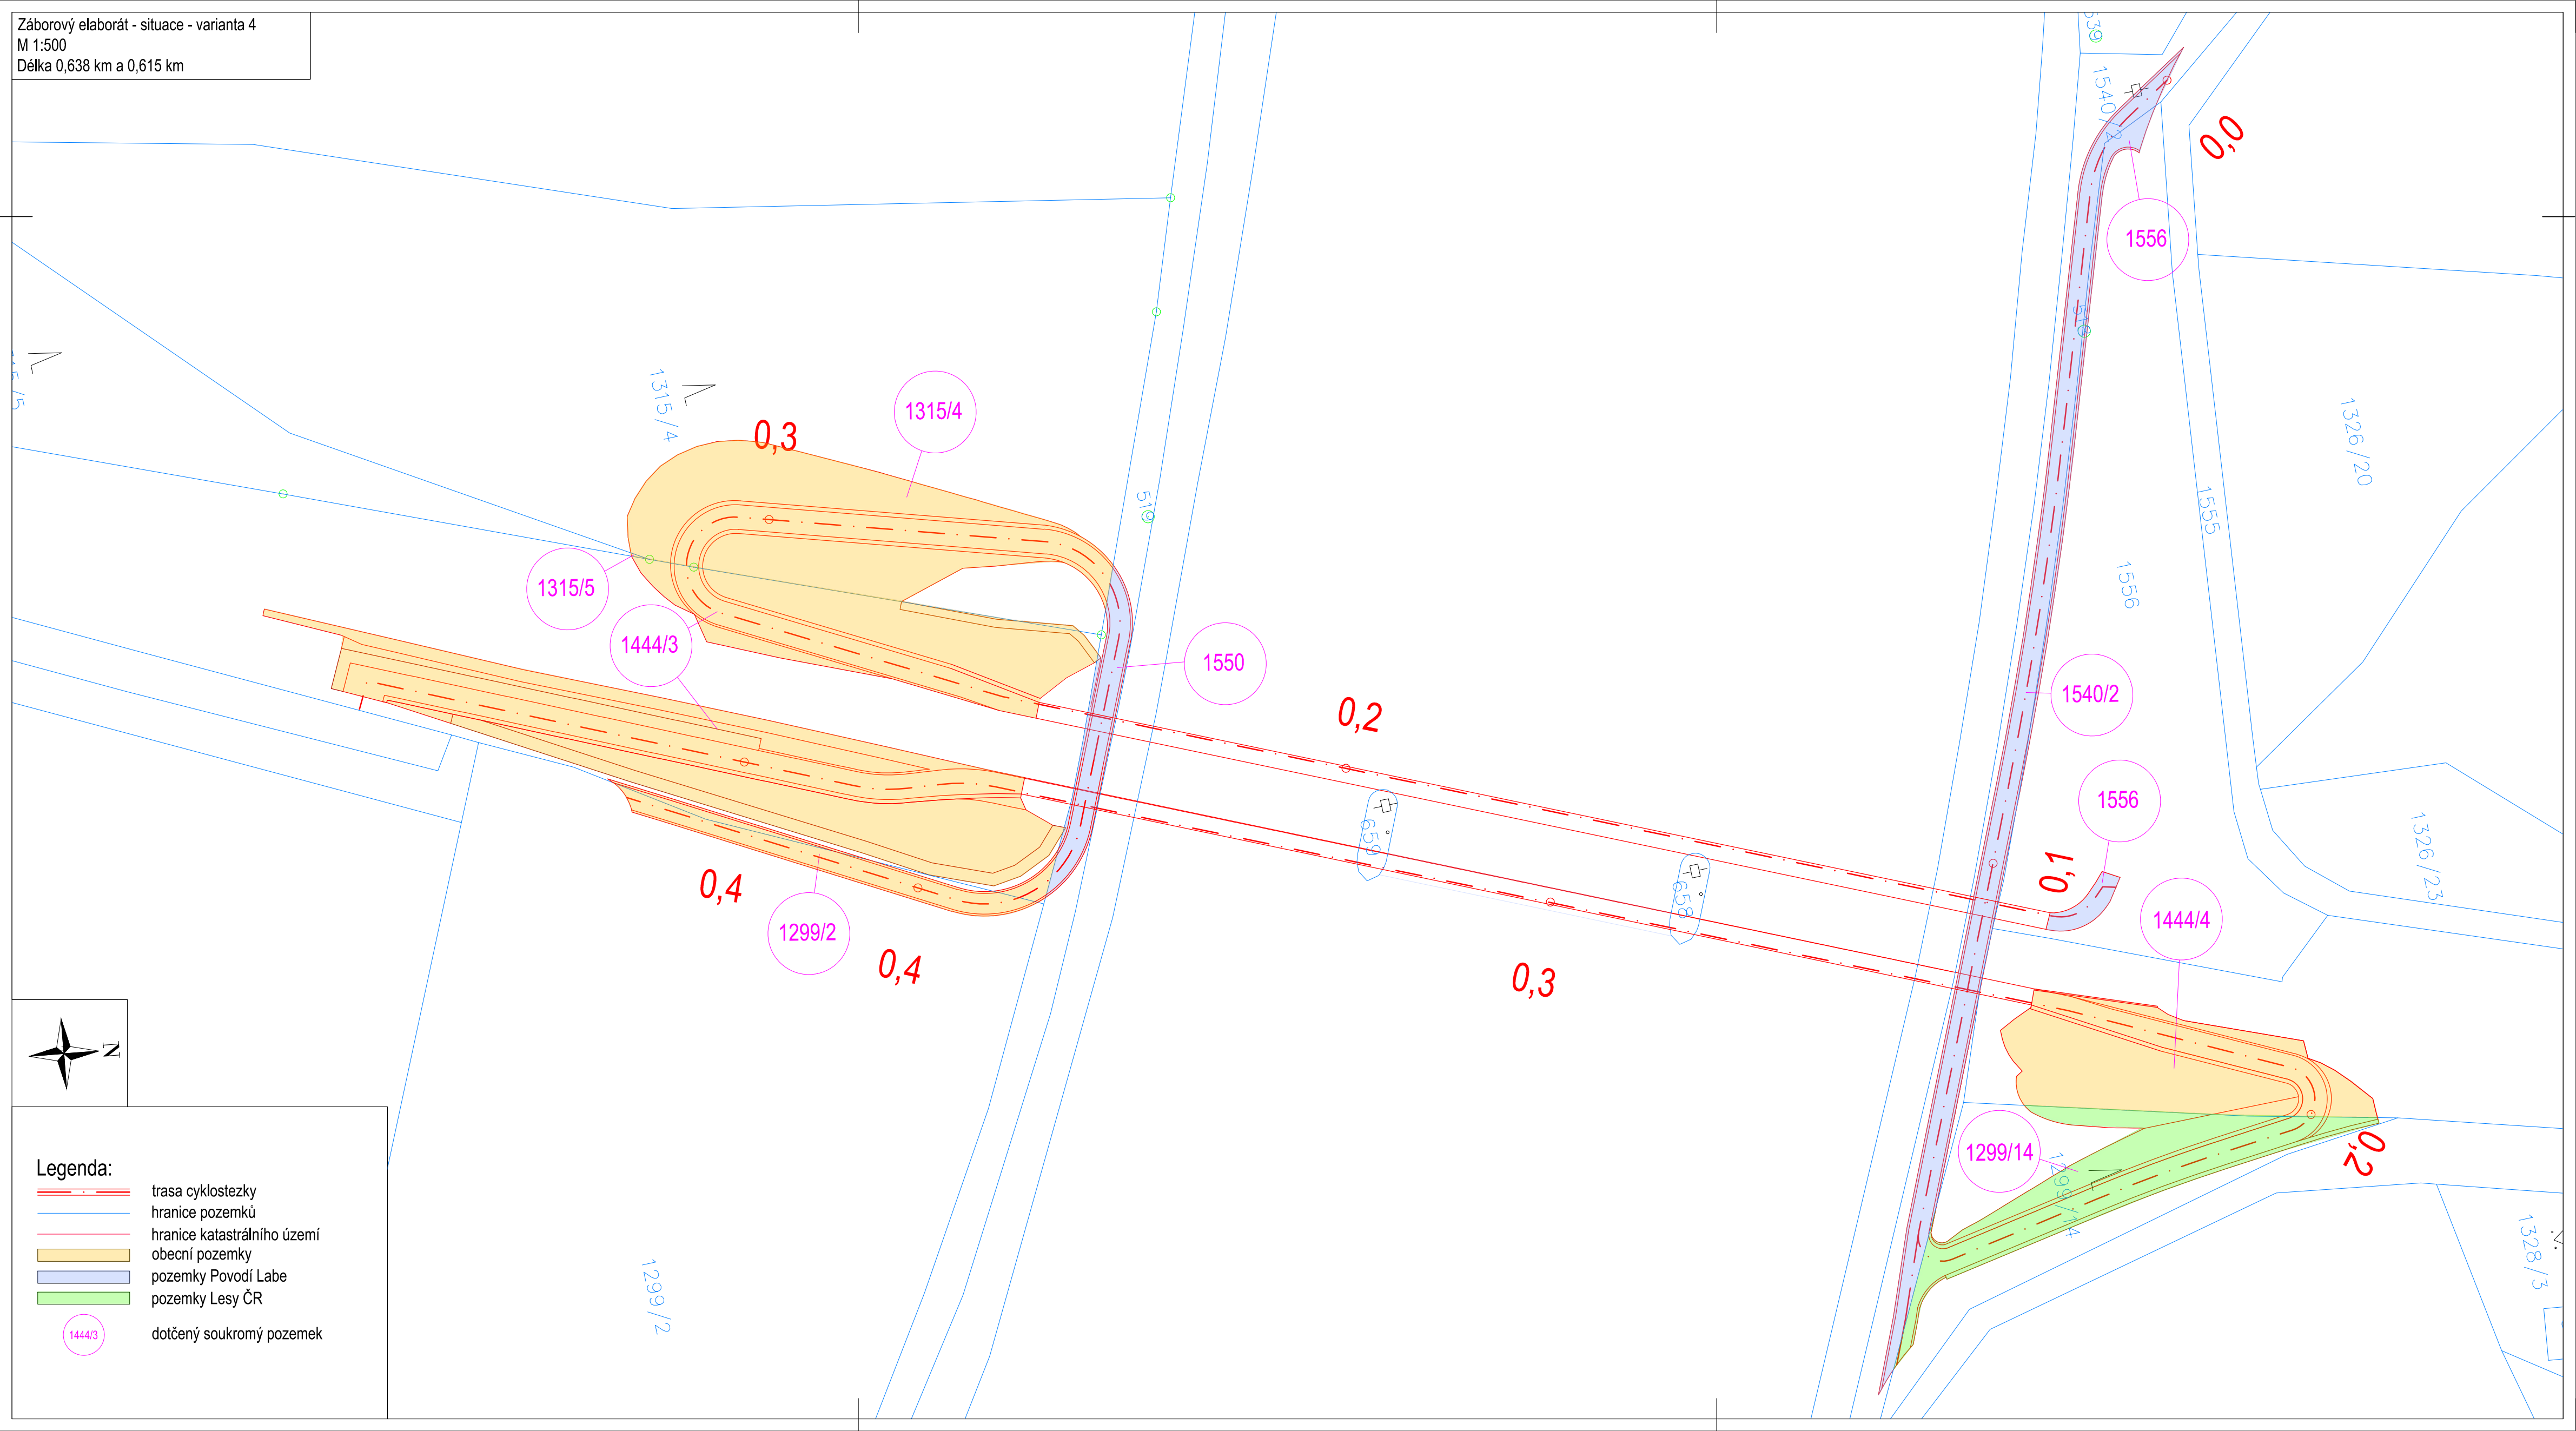 Záborový elaborát - situace - varianta 4
M 1:500
Délka 0,638 km a 0,615 km
539
1540/2
0,0
1556
518
1315/4
1315/4
0,3
519
1326/20
1555
1315/5
1556
1444/3
1550
1540/2
0,2
1556
659
0,1
1326/23
658
0,4
1299/2
1444/4
0,4
0,3
N
1299/14
0,2
1299/14
1299/2
1328/3
Legenda:
trasa cyklostezky
hranice pozemků
hranice katastrálního území
obecní pozemky
pozemky Povodí Labe
pozemky Lesy ČR
1444/3
dotčený soukromý pozemek